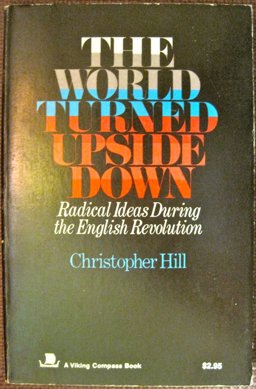 THE
WORLD
TURNED
UPSIDE
DOWN
Radical Ideas During
the English Revolution
Christopher Hill
A Viking Compass Book
$2.95